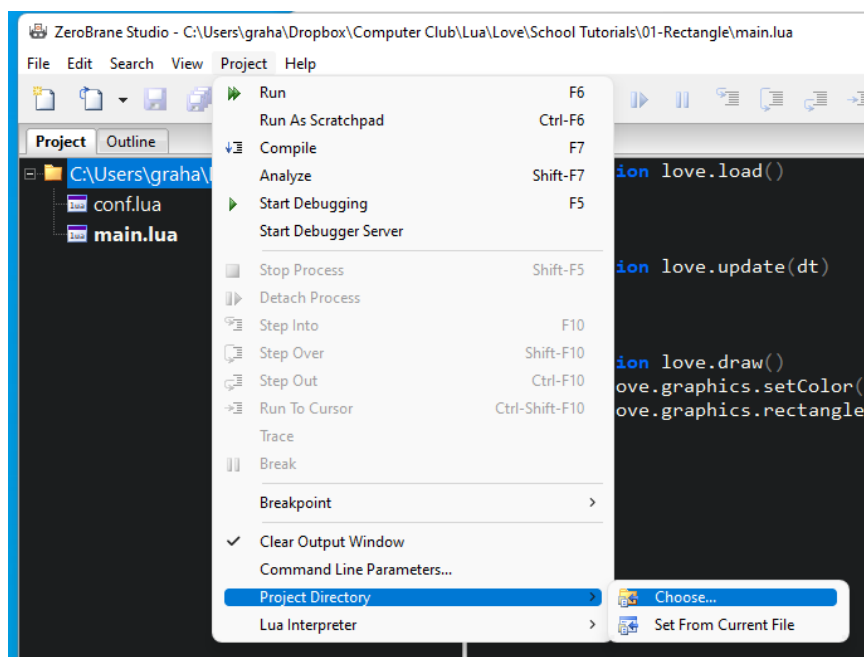 ZeroBrane Studio - C:\Users\graha\Dropbox\Computer Club\Lua\Love\School Tutorials\01-Rectangle\main.lua
File Edit Search View Project Help
Project Outline
C:\Users\graha\
conf.lua
main.lua
Run F6
Run As Scratchpad Ctrl-F6
Compile F7
Analyze Shift-F7
Start Debugging F5
Start Debugger Server
Stop Process Shift-F5
Detach Process
Step Into F10
Step Over Shift-F10
Step Out Ctrl-F10
Run To Cursor Ctrl-Shift-F10
Trace
Break
Breakpoint
Clear Output Window
Command Line Parameters...
Project Directory
Lua Interpreter
Choose...
Set From Current File
ion love.load()
ion love.update(dt)
ion love.draw()
ove.graphics.setColor(
ove.graphics.rectangle